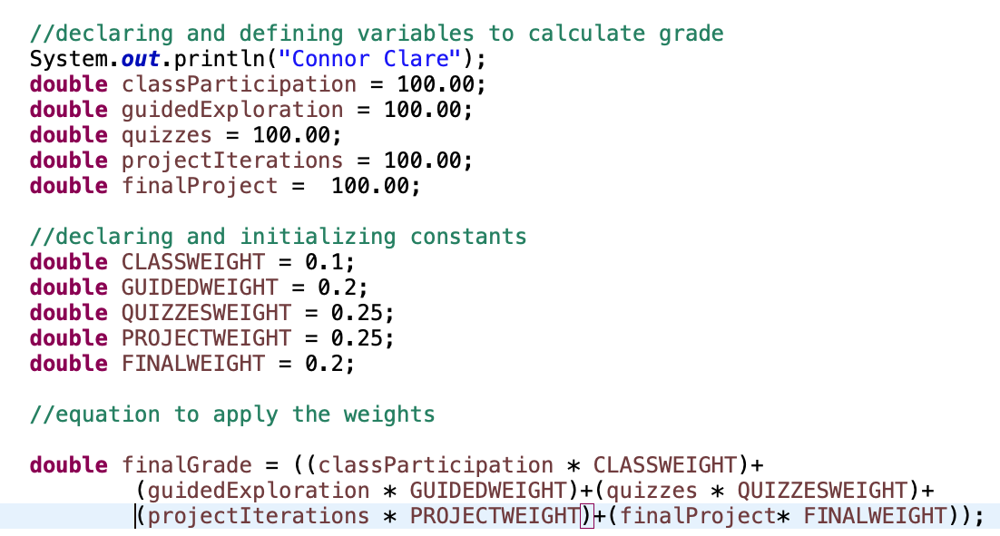 //declaring and defining variables to calculate grade
System.out.println("Connor Clare");
double classParticipation = 100.00;
double guidedExploration = 100.00;
double quizzes = 100.00;
double projectIterations = 100.00;
double finalProject =  100.00;
//declaring and initializing constants
double CLASSWEIGHT = 0.1;
double GUIDEDWEIGHT = 0.2;
double QUIZZESWEIGHT = 0.25;
double PROJECTWEIGHT = 0.25;
double FINALWEIGHT = 0.2;
//equation to apply the weights
double finalGrade = ((classParticipation * CLASSWEIGHT)+
(guidedExploration * GUIDEDWEIGHT)+(quizzes * QUIZZESWEIGHT)+
(projectIterations * PROJECTWEIGHT)+(finalProject* FINALWEIGHT));